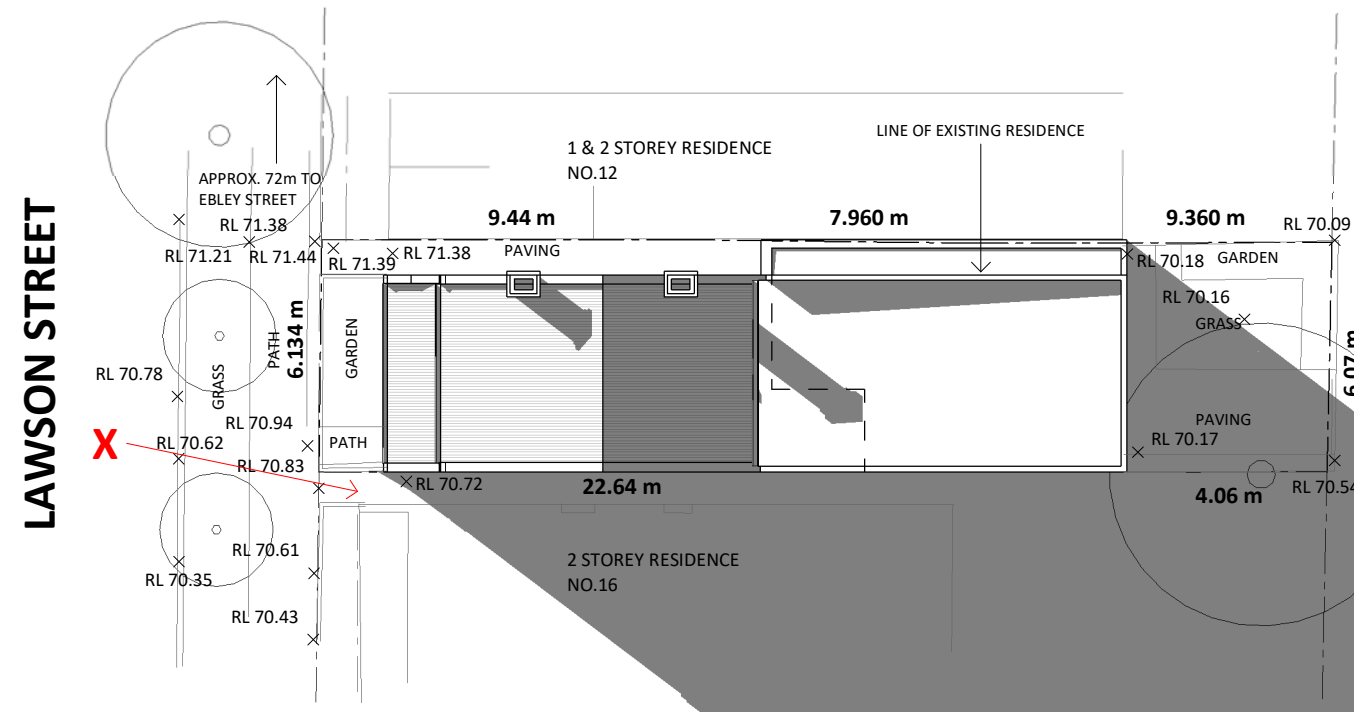 LAWSON STREET
APPROX. 72m TO
EBLEY STREET
1 & 2 STOREY RESIDENCE
NO.12
LINE OF EXISTING RESIDENCE
9.44 m
7.960 m
9.360 m
RL 70.09
RL 71.38
RL 71.21
RL 71.44
RL 71.39
RL 71.38
PAVING
RL 70.18
GARDEN
RL 70.16
GRASS
6.134 m
PATH
GARDEN
GRASS
6.07 m
RL 70.78
RL 70.94
PATH
PAVING
X
RL 70.62
RL 70.83
RL 70.17
RL 70.72
22.64 m
4.06 m
RL 70.54
RL 70.61
2 STOREY RESIDENCE
NO.16
RL 70.35
RL 70.43